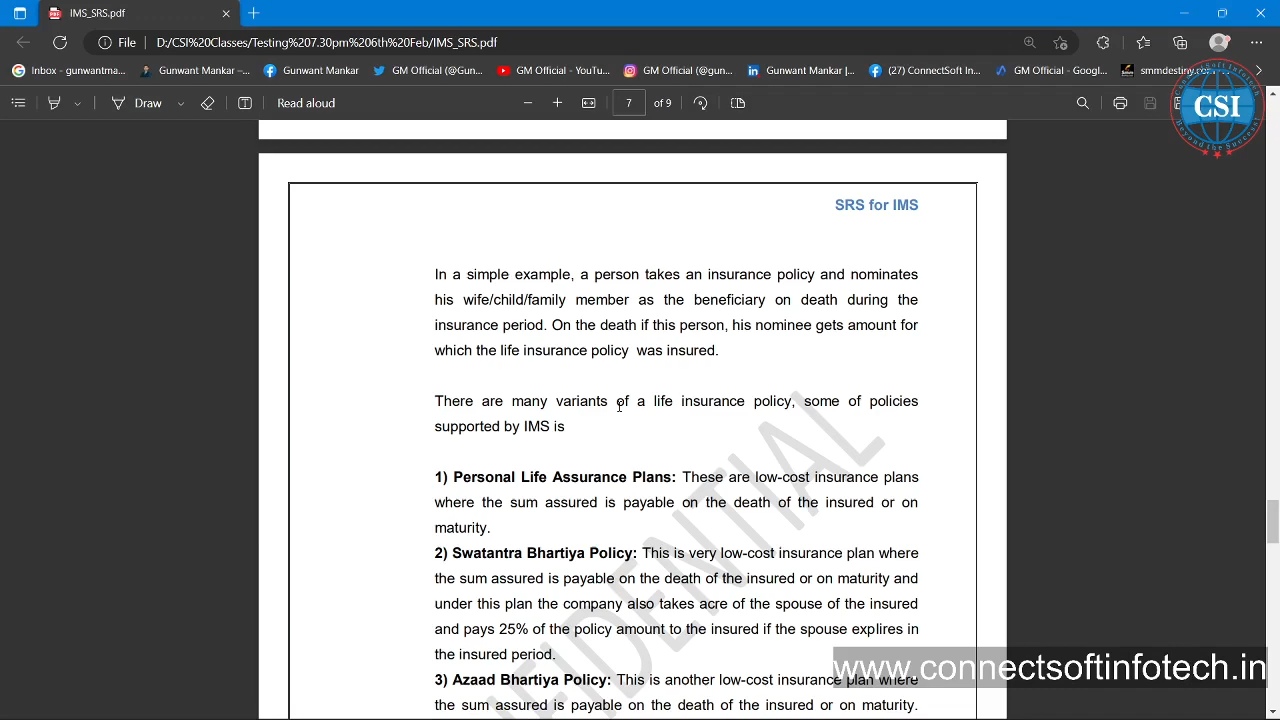 IMS_SRS.pdf
File D:/CSI%20Classes/Testing%207.30pm%206th%20Feb/IMS_SRS.pdf
Inbox - gunwantma... Gunwant Mankar –... Gunwant Mankar GM Official (@Gun... GM Official - YouTu... GM Official (@gun... Gunwant Mankar |... (27) ConnectSoft In... GM Official - Googl... smmdestiny.com
Draw Read aloud 7 of 9
CSI
SRS for IMS
In a simple example, a person takes an insurance policy and nominates
his wife/child/family member as the beneficiary on death during the
insurance period. On the death if this person, his nominee gets amount for
which the life insurance policy was insured.
There are many variants of a life insurance policy, some of policies
supported by IMS is
1) Personal Life Assurance Plans: These are low-cost insurance plans
where the sum assured is payable on the death of the insured or on
maturity.
2) Swatantra Bhartiya Policy: This is very low-cost insurance plan where
the sum assured is payable on the death of the insured or on maturity and
under this plan the company also takes acre of the spouse of the insured
and pays 25% of the policy amount to the insured if the spouse explires in
the insured period.
3) Azaad Bhartiya Policy: This is another low-cost insurance plan where
the sum assured is payable on the death of the insured or on maturity.
FIDENTIAL
www.connectsoftinfotech.in